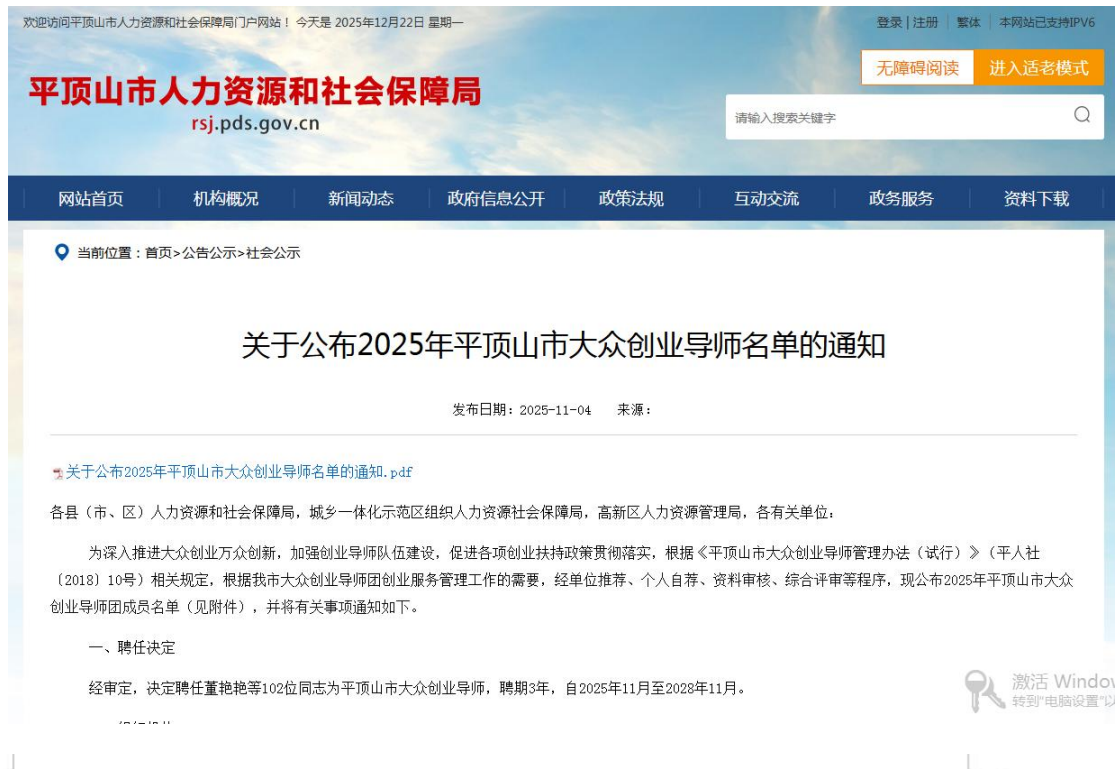 欢迎访问平顶山市人力资源和社会保障局门户网站！ 今天是 2025年12月22日 星期一
登录 | 注册 繁体 本网站已支持IPV6
无障碍阅读 进入适老模式
平顶山市人力资源和社会保障局
rsj.pds.gov.cn
请输入搜索关键字
网站首页 机构概况 新闻动态 政府信息公开 政策法规 互动交流 政务服务 资料下载
当前位置：首页>公告公示>社会公示
关于公布2025年平顶山市大众创业导师名单的通知
发布日期：2025-11-04 来源：
关于公布2025年平顶山市大众创业导师名单的通知.pdf
各县（市、区）人力资源和社会保障局，城乡一体化示范区组织人力资源社会保障局，高新区人力资源管理局，各有关单位：
为深入推进大众创业万众创新，加强创业导师队伍建设，促进各项创业扶持政策贯彻落实，根据《平顶山市大众创业导师管理办法（试行）》（平人社
〔2018〕10号）相关规定，根据我市大众创业导师团创业服务管理工作的需要，经单位推荐、个人自荐、资料审核、综合评审等程序，现公布2025年平顶山市大众
创业导师团成员名单（见附件），并将有关事项通知如下。
一、聘任决定
经审定，决定聘任董艳艳等102位同志为平顶山市大众创业导师，聘期3年，自2025年11月至2028年11月。
激活 Window
转到"电脑设置"以